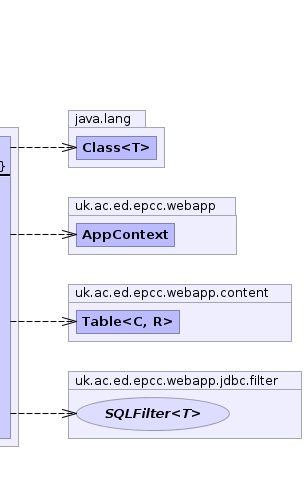 java.lang
Class<T>
}
uk.ac.ed.epcc.webapp
AppContext
uk.ac.ed.epcc.webapp.content
Table<C, R>
uk.ac.ed.epcc.webapp.jdbc.filter
SQLFilter<T>